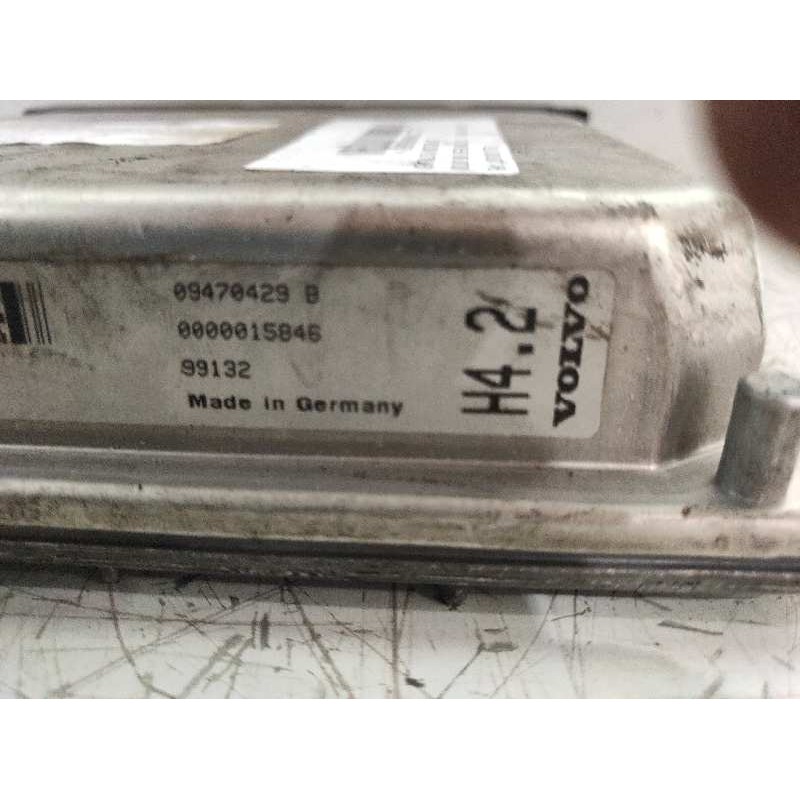 09470429 B
0000015846
99132
Made in Germany
H4.2
VOLVO